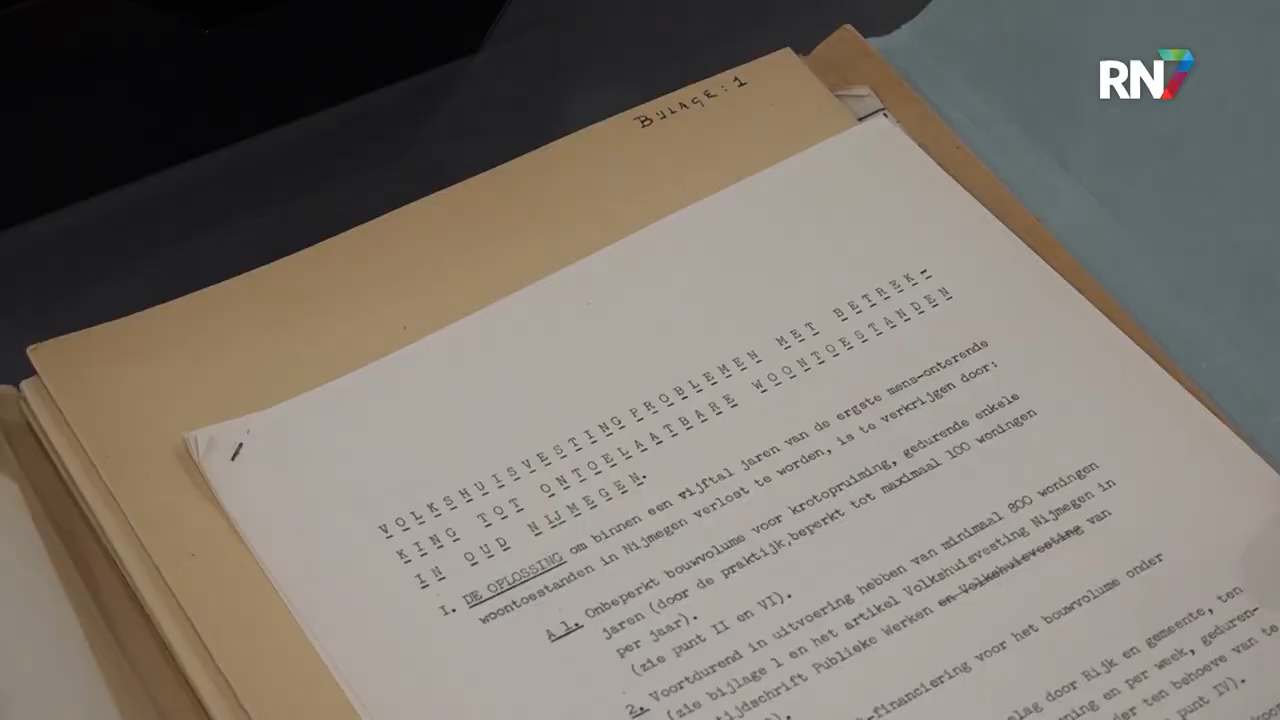 RN7
BIJLAGE: 1
VOLKSHUISVESTINGPROBLEMEN MET BETREK-
KING TOT ONTOELAATBARE WOONTOESTANDEN
IN OUD NIJMEGEN.
I. DE OPLOSSING om binnen een vijftal jaren van de ergste mens-onterende
woontoestanden in Nijmegen verlost te worden, is te verkrijgen door:
A 1. Onbeperkt bouwvolume voor krotopruiming, gedurende enkele
jaren (door de praktijk, beperkt tot maximaal 100 woningen
per jaar).
(zie punt II en VI).
2. Voortdurend in uitvoering hebben van minimaal 800 woningen
(zie bijlage 1 en het artikel Volkshuisvesting Nijmegen in
tijdschrift Publieke Werken en Volkshuisvesting van
-financiering voor het bouwvolume onder
lag door Rijk en gemeente, ten
ping en per week, geduren-
der ten behoeve van te
punt IV).